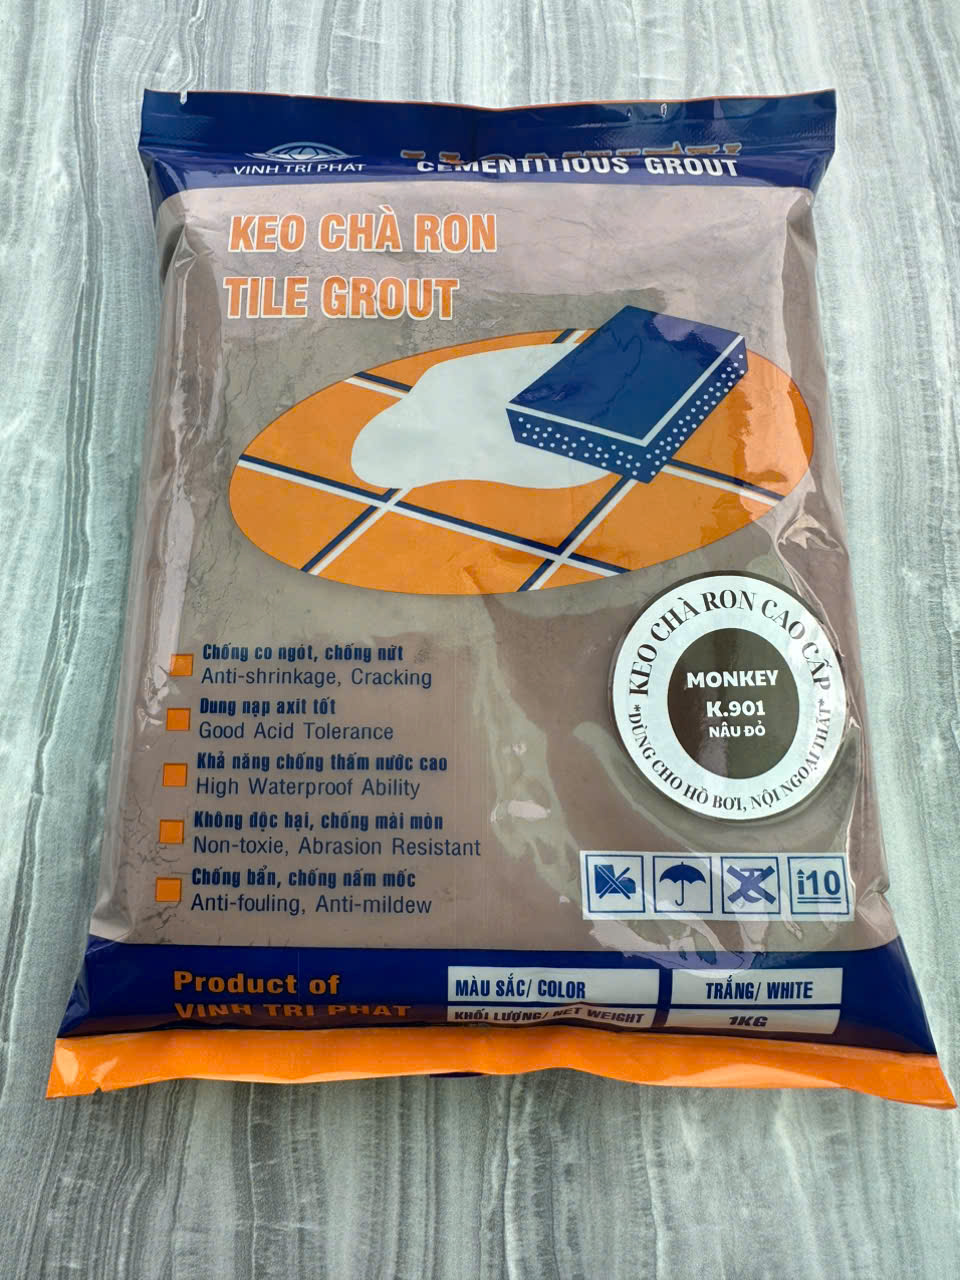 VINH TRÍ PHÁT
CEMENTITIOUS GROUT
KEO CHÀ RON
TILE GROUT
Chống co ngót, chống nứt
Anti-shrinkage, Cracking
Dung nạp axit tốt
Good Acid Tolerance
Khả năng chống thấm nước cao
High Waterproof Ability
Không độc hại, chống mài mòn
Non-toxie, Abrasion Resistant
Chống bẩn, chống nấm mốc
Anti-fouling, Anti-mildew
KEO CHÀ RON CAO CẤP
MONKEY
K.901
NÂU ĐỎ
*DÙNG CHO HỒ BƠI, NỘI NGOẠI THẤT*
10
Product of
VINH TRI PHAT
MÀU SẮC/ COLOR
TRẮNG/ WHITE
KHỐI LƯỢNG/ NET WEIGHT
1KG